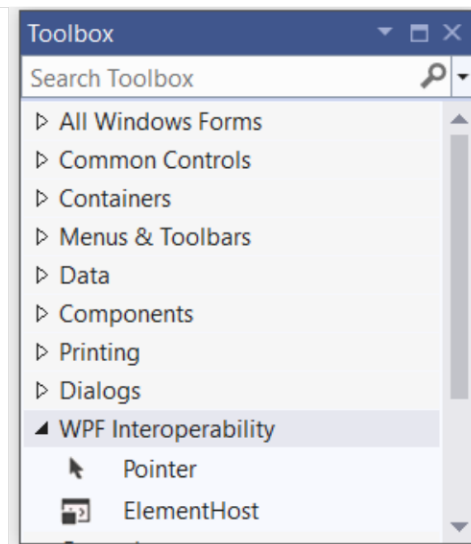 Toolbox
Search Toolbox
All Windows Forms
Common Controls
Containers
Menus & Toolbars
Data
Components
Printing
Dialogs
WPF Interoperability
Pointer
ElementHost